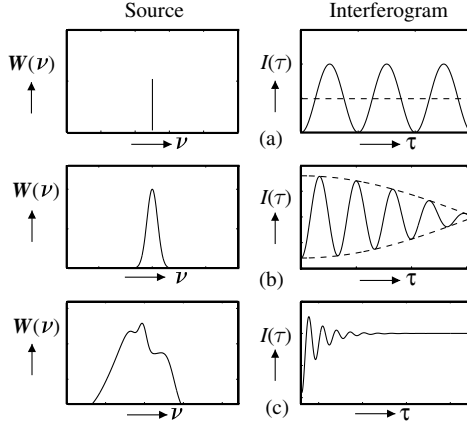 Source Interferogram
W(ν) I(τ)
ν (a) τ
W(ν) I(τ)
ν (b) τ
W(ν) I(τ)
ν (c) τ